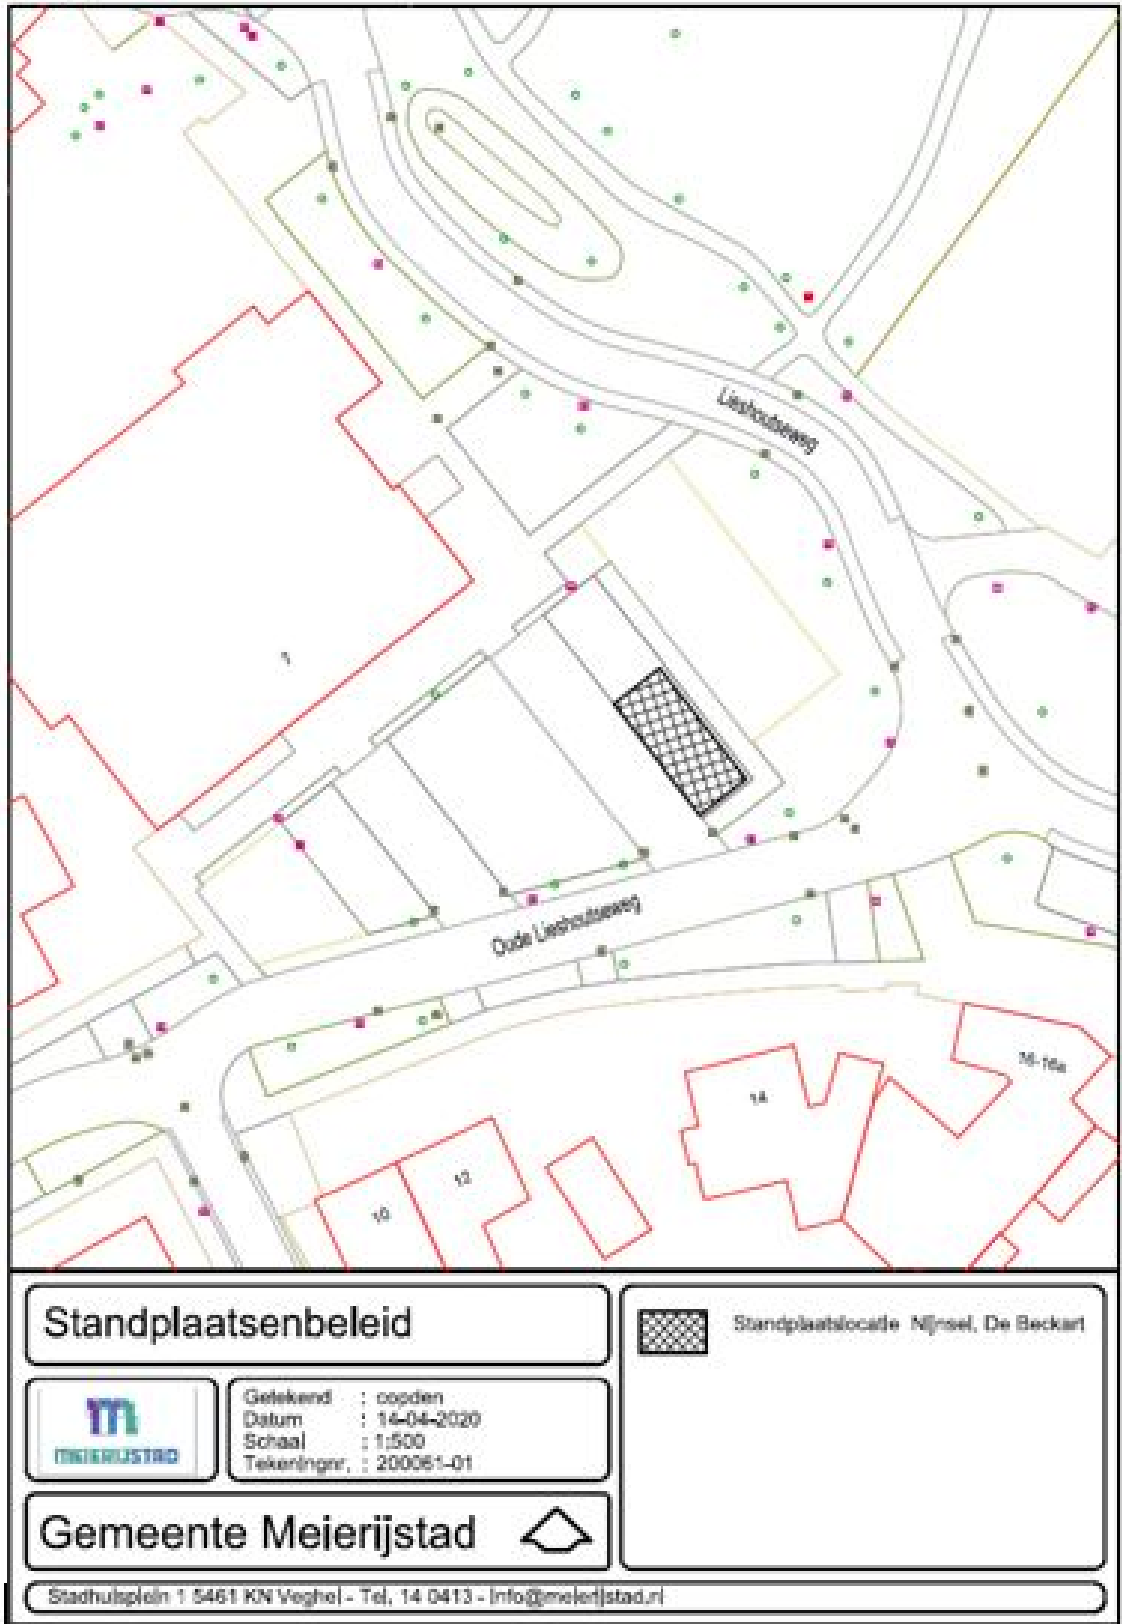 Lieshoutseweg
1
Oude Lieshoutseweg
16-16a
14
12
10
Standplaatsenbeleid
Standplaatslocatie Nijnsel, De Beckart
MEIERIJSTAD
Getekend : copden
Datum : 14-04-2020
Schaal : 1:500
Tekeningnr. : 200061-01
Gemeente Meierijstad
Stadhuisplein 1 5461 KN Veghel - Tel. 14 0413 - info@meierijstad.nl